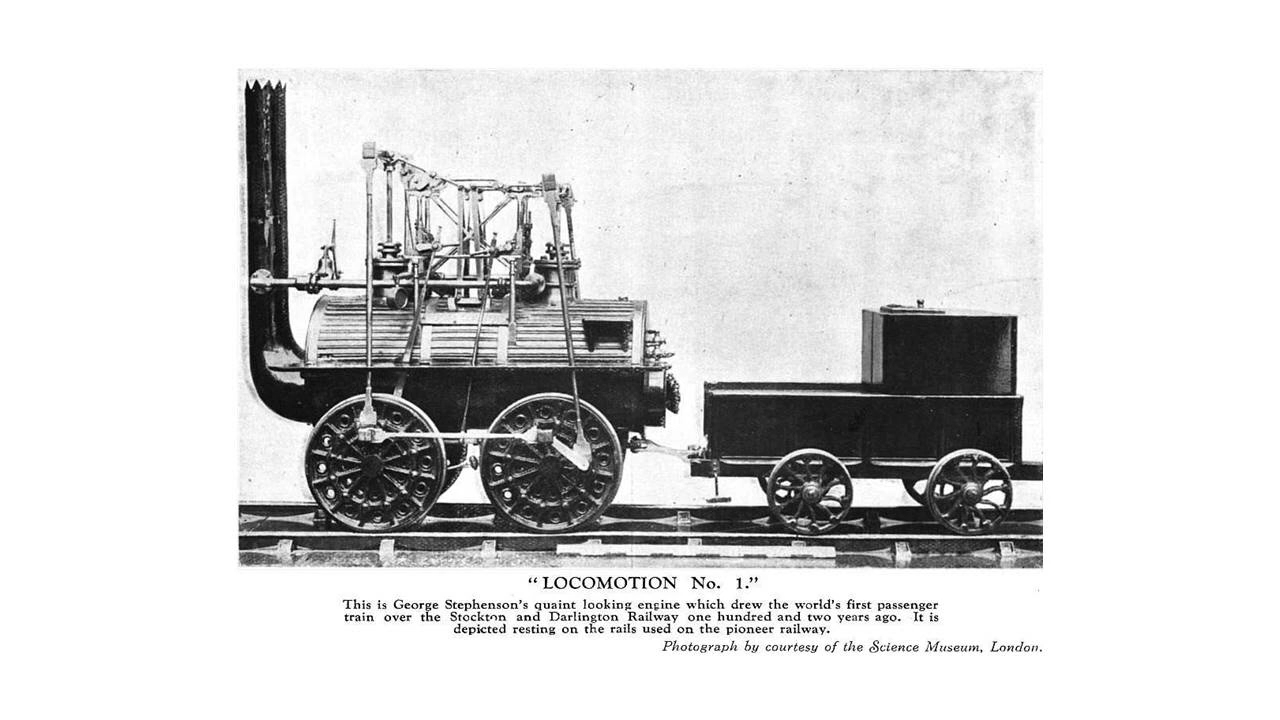 “LOCOMOTION No. 1.”
This is George Stephenson's quaint looking engine which drew the world's first passenger
train over the Stockton and Darlington Railway one hundred and two years ago. It is
depicted resting on the rails used on the pioneer railway.
Photograph by courtesy of the Science Museum, London.